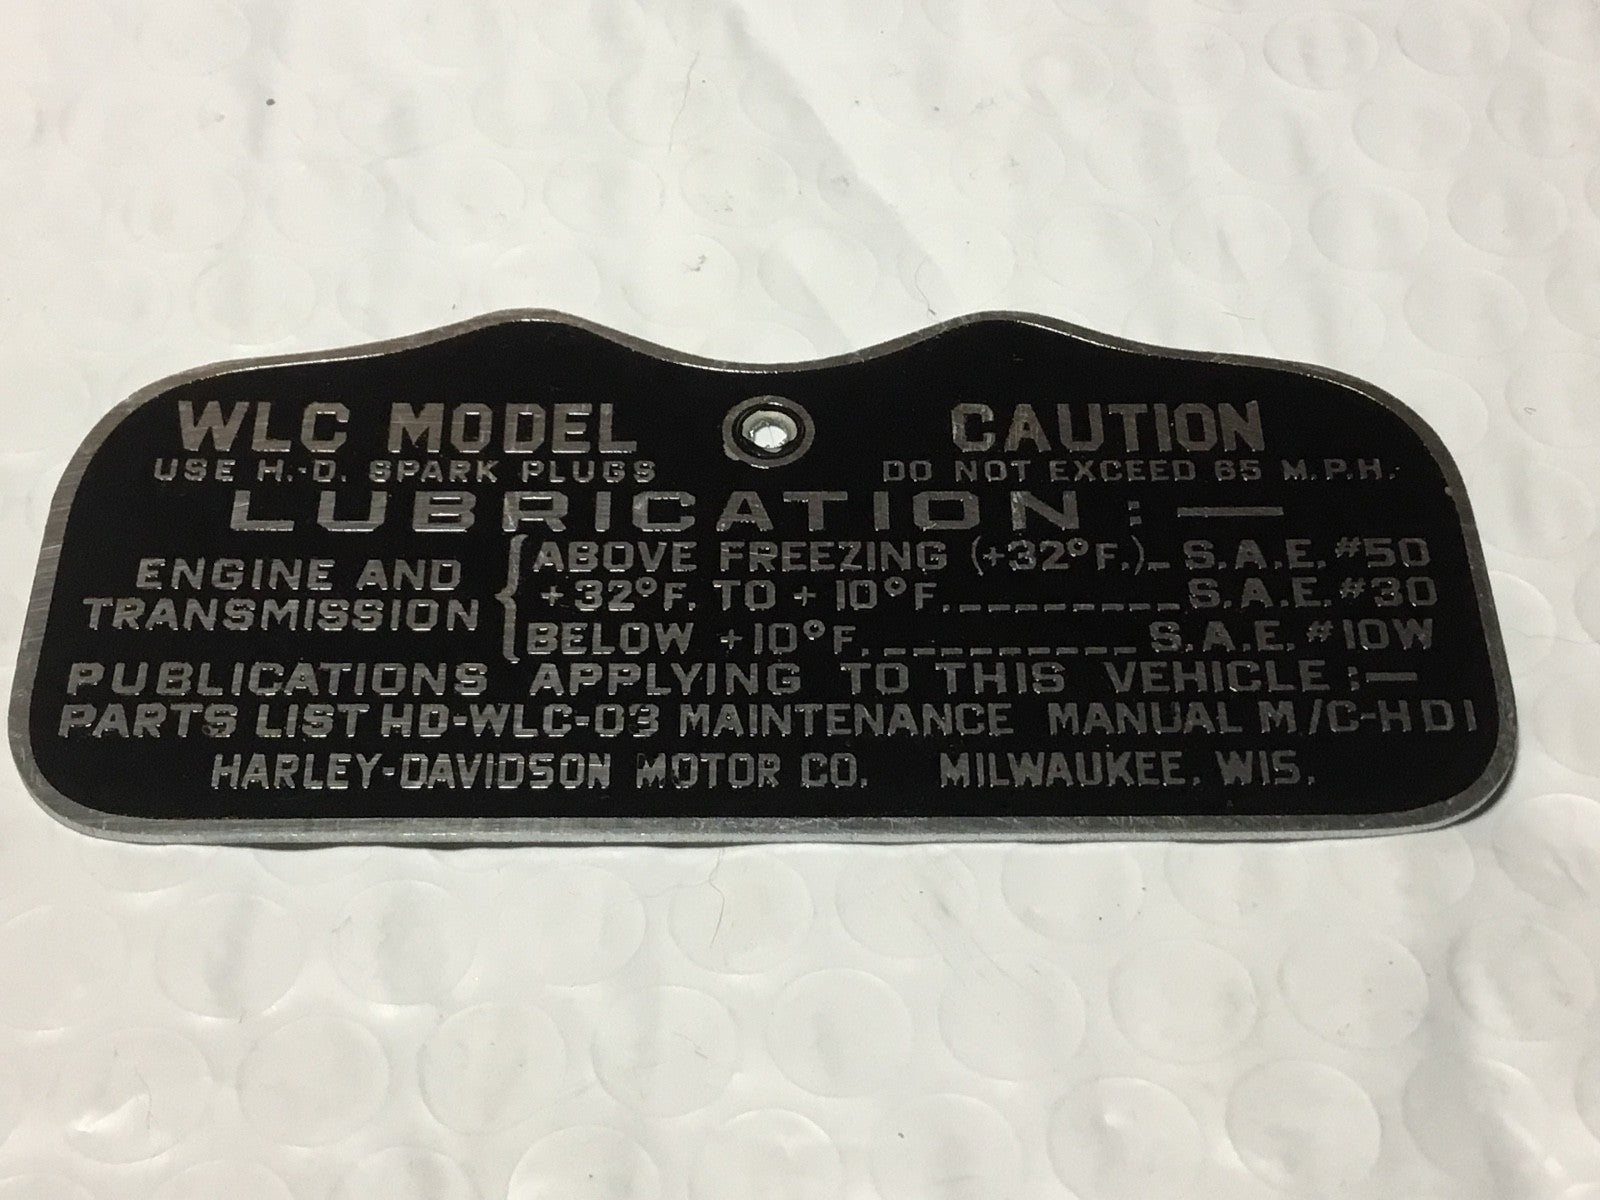 WLC MODEL CAUTION
USE H.-D. SPARK PLUGS DO NOT EXCEED 65 M.P.H.
LUBRICATION:—
ENGINE AND TRANSMISSION
ABOVE FREEZING (+32°F.)_ S.A.E. #50
+32°F. TO +10°F.__________ S.A.E. #30
BELOW +10°F.___________ S.A.E. #10W
PUBLICATIONS APPLYING TO THIS VEHICLE:—
PARTS LIST HD-WLC-03 MAINTENANCE MANUAL M/C-HD1
HARLEY-DAVIDSON MOTOR CO. MILWAUKEE, WIS.